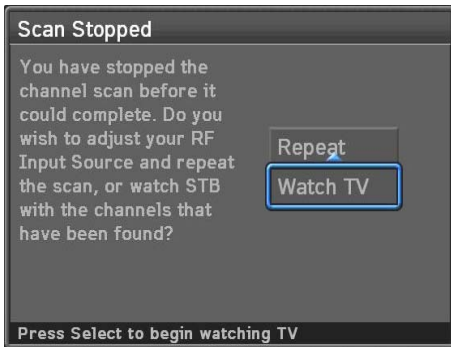 Scan Stopped
You have stopped the
channel scan before it
could complete. Do you
wish to adjust your RF
Input Source and repeat
the scan, or watch STB
with the channels that
have been found?
Repeat
Watch TV
Press Select to begin watching TV